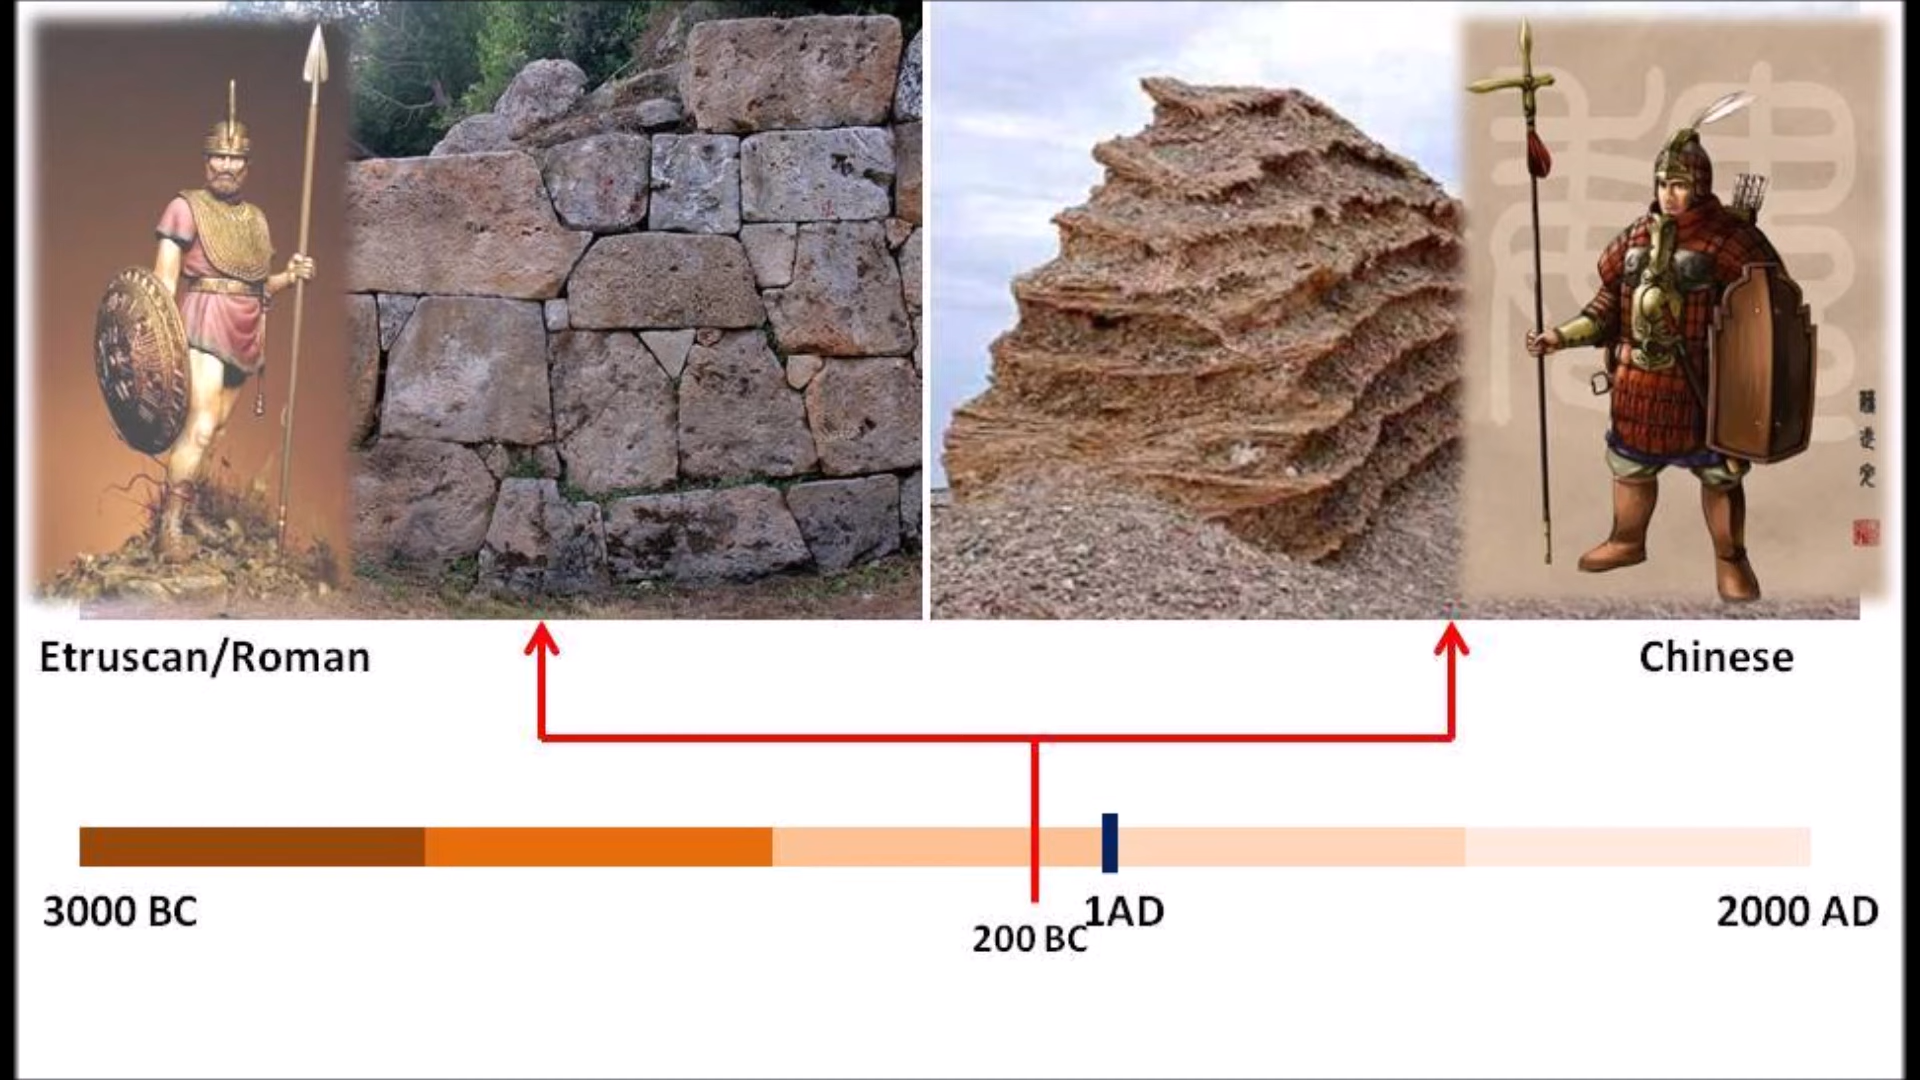 Etruscan/Roman
Chinese
3000 BC
200 BC
1AD
2000 AD